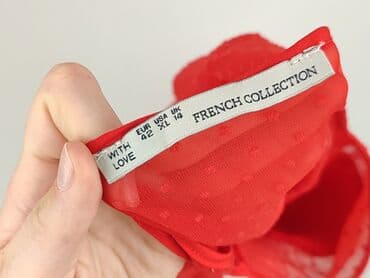 WITH
LOVE
EUR USA UK
42 XL 14
FRENCH COLLECTION